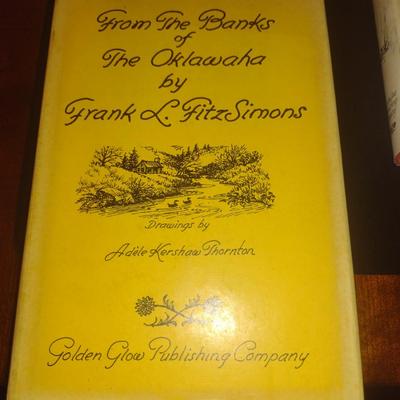 From The Banks
of
The Oklawaha
by
Frank L. FitzSimons
Drawings by
Adèle Kershaw Thornton
Golden Glow Publishing Company